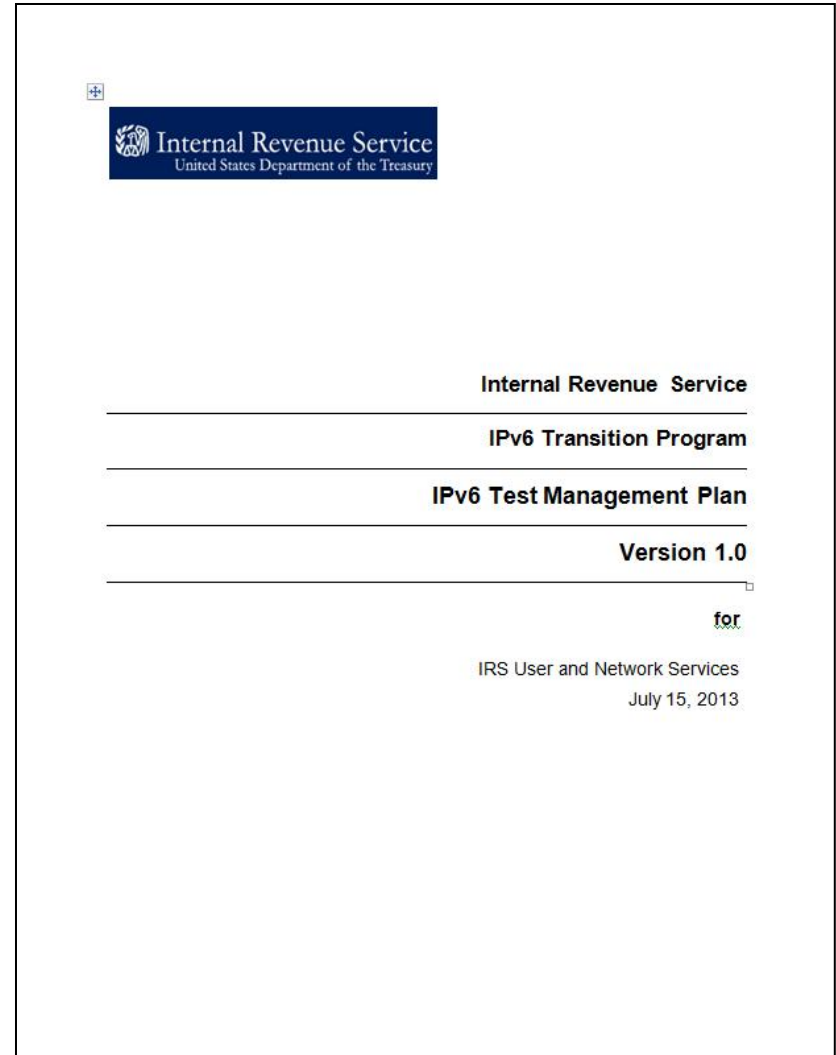 Internal Revenue Service
United States Department of the Treasury
Internal Revenue Service
IPv6 Transition Program
IPv6 Test Management Plan
Version 1.0
for
IRS User and Network Services
July 15, 2013